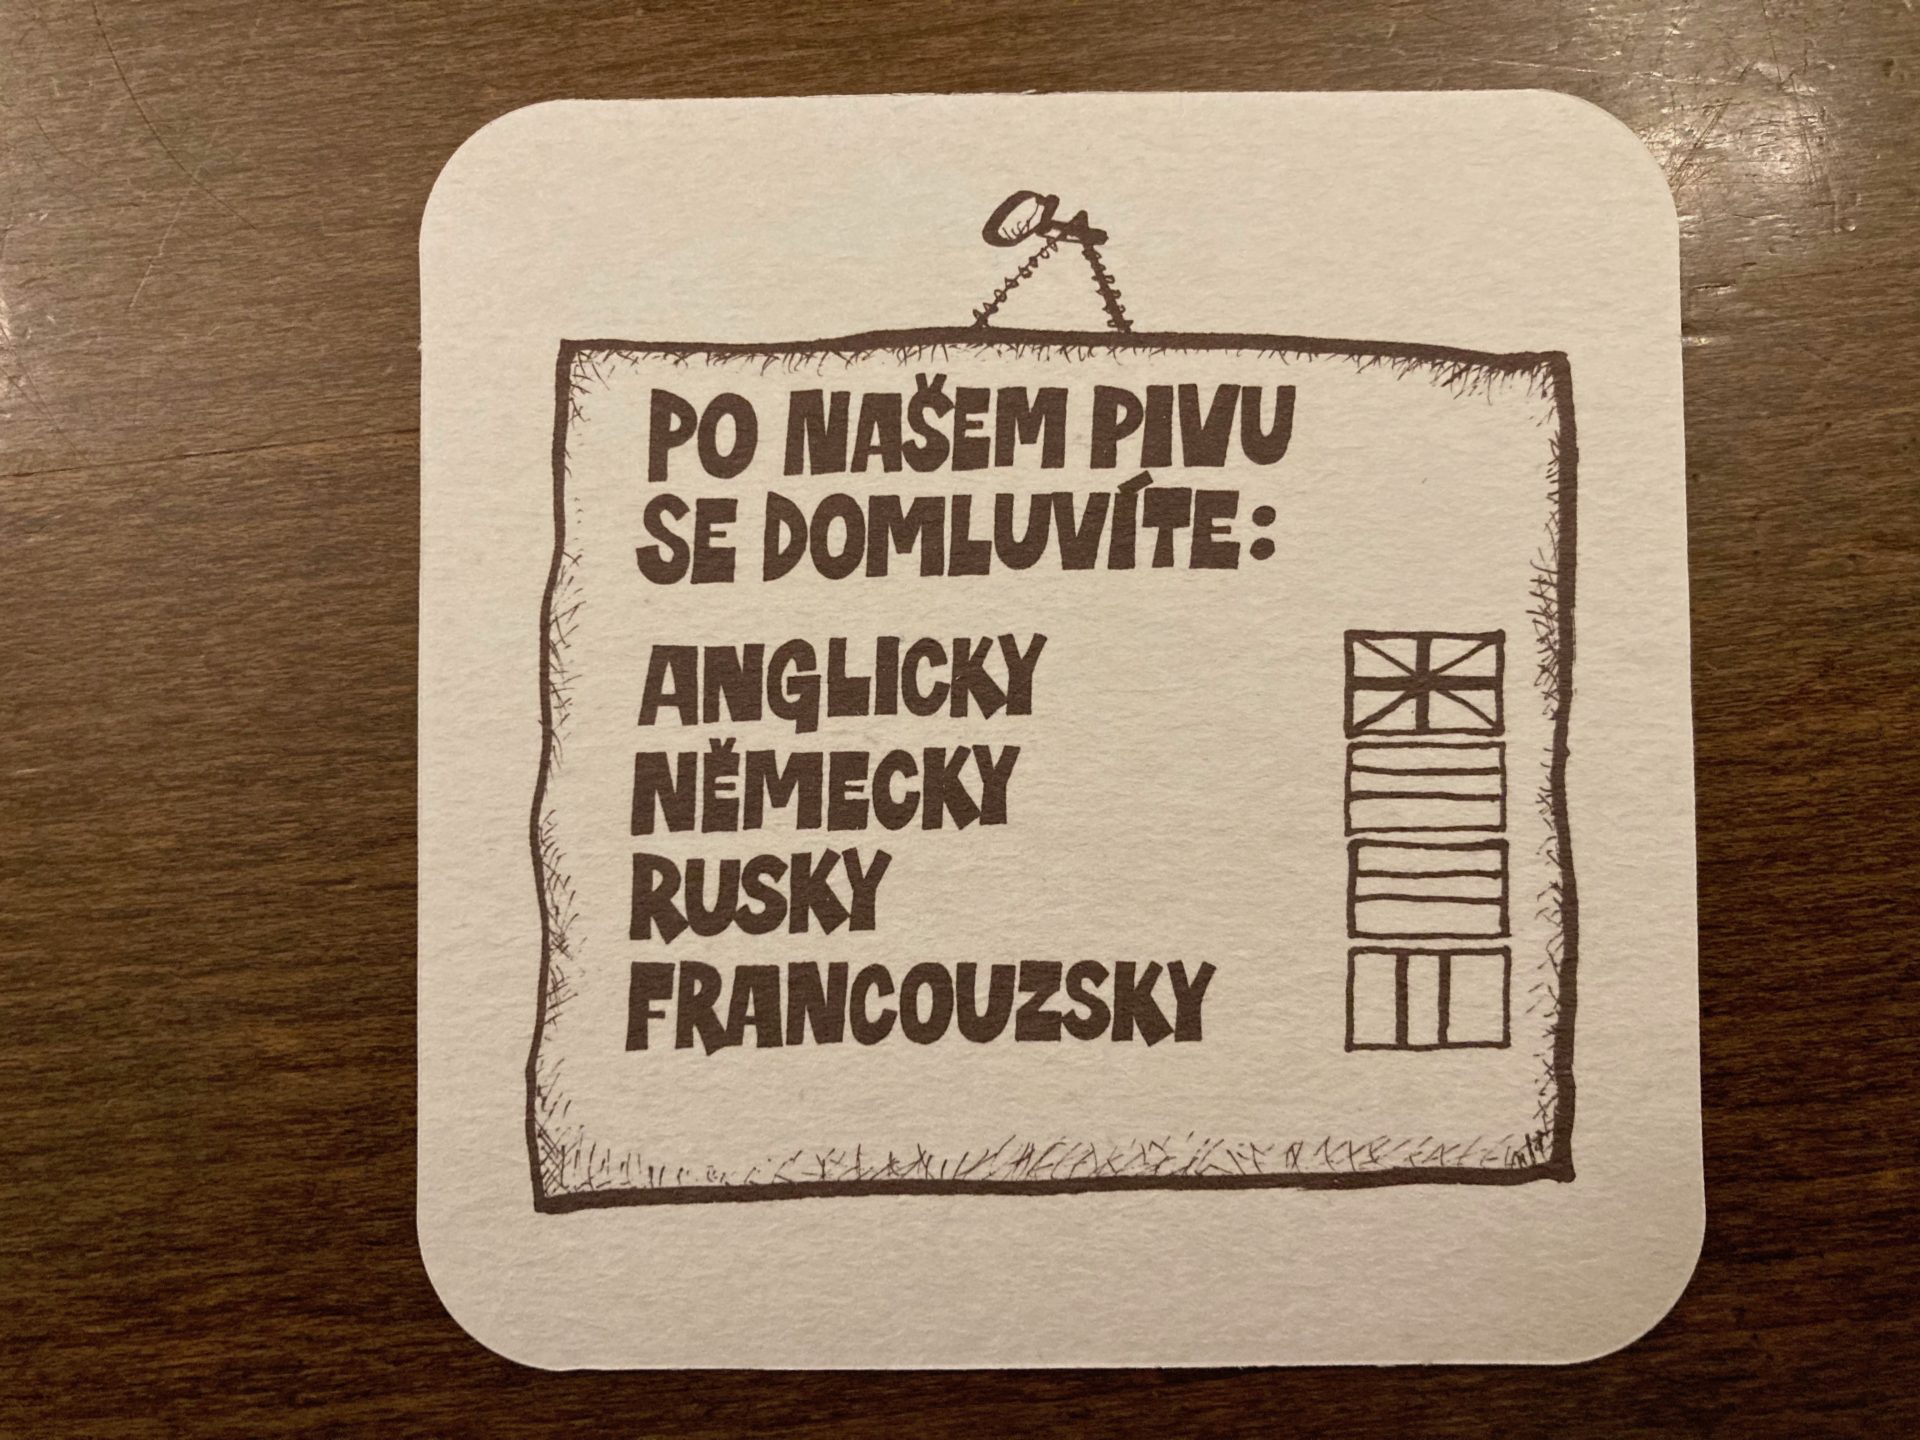 PO NAŠEM PIVU
SE DOMLUVÍTE:
ANGLICKY
NĚMECKY
RUSKY
FRANCOUZSKY